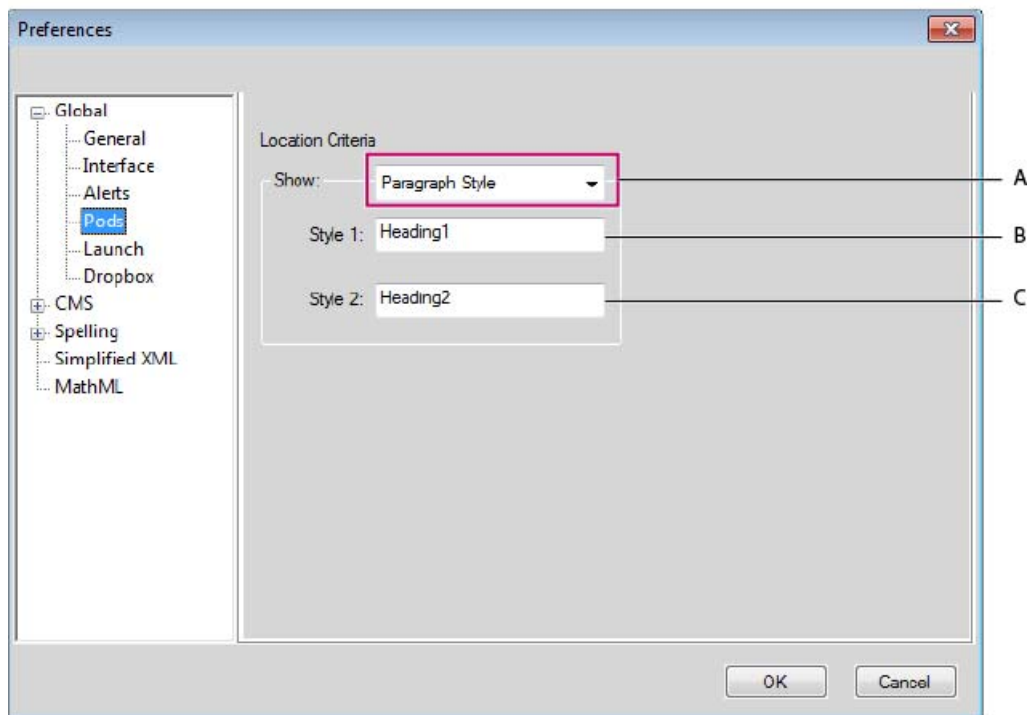 Preferences
Global
General
Interface
Alerts
Pods
Launch
Dropbox
CMS
Spelling
Simplified XML
MathML
Location Criteria
Show: Paragraph Style A
Style 1: Heading1 B
Style 2: Heading2 C
OK Cancel